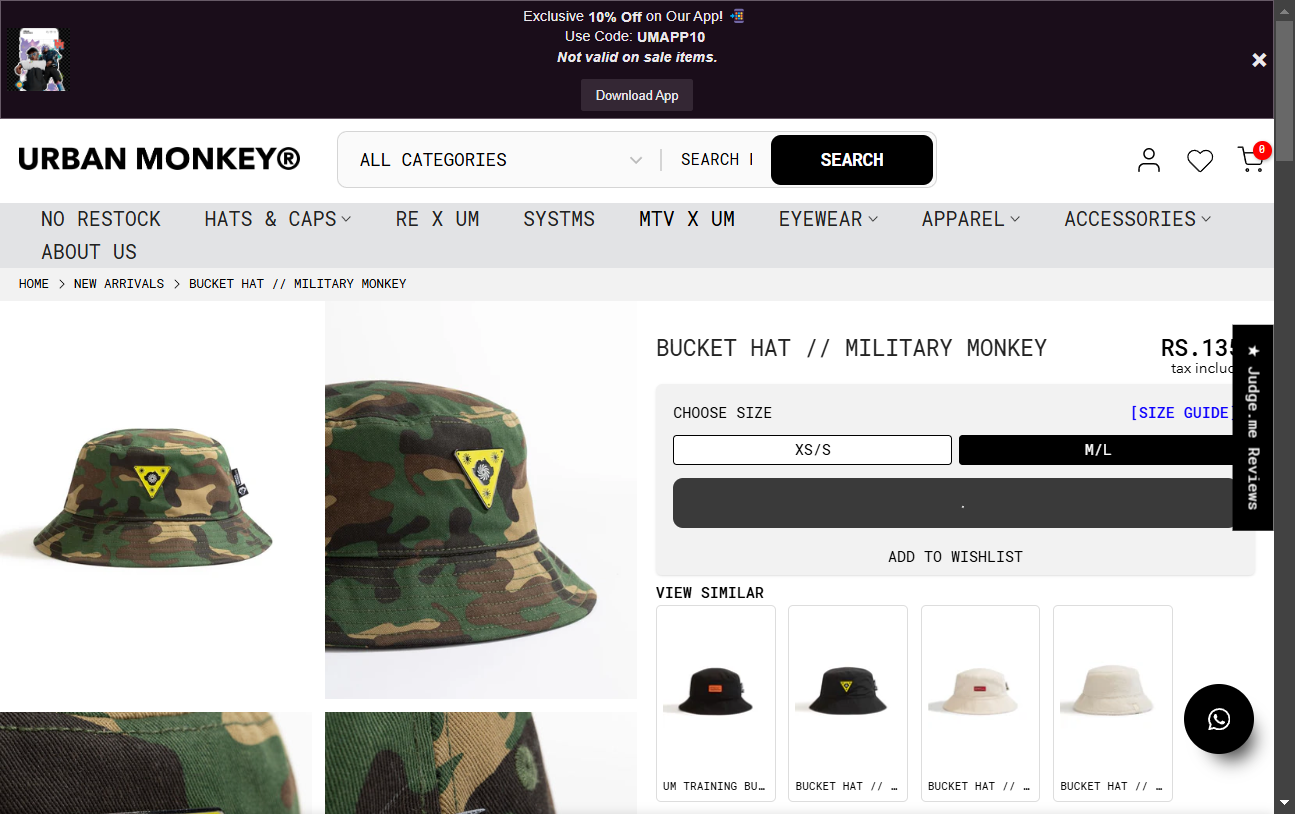 Exclusive 10% Off on Our App! 📲
Use Code: UMAPP10
Not valid on sale items.
Download App
URBAN MONKEY®
ALL CATEGORIES
SEARCH
SEARCH
0
NO RESTOCK
HATS & CAPS
RE X UM
SYSTMS
MTV X UM
EYEWEAR
APPAREL
ACCESSORIES
ABOUT US
HOME > NEW ARRIVALS > BUCKET HAT // MILITARY MONKEY
BUCKET HAT // MILITARY MONKEY
RS.135
tax includ
CHOOSE SIZE
[SIZE GUIDE]
XS/S
M/L
.
ADD TO WISHLIST
★ Judge.me Reviews
VIEW SIMILAR
UM TRAINING BU…
BUCKET HAT // …
BUCKET HAT // …
BUCKET HAT // …